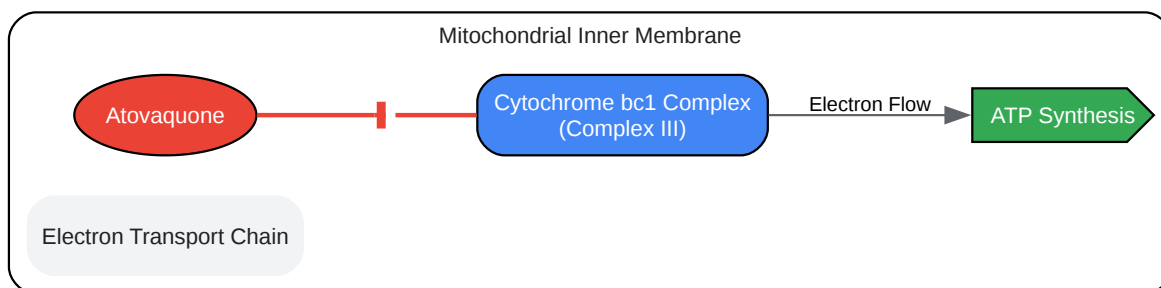 Mitochondrial Inner Membrane
Atovaquone
Cytochrome bc1 Complex
(Complex III)
Electron Flow
ATP Synthesis
Electron Transport Chain